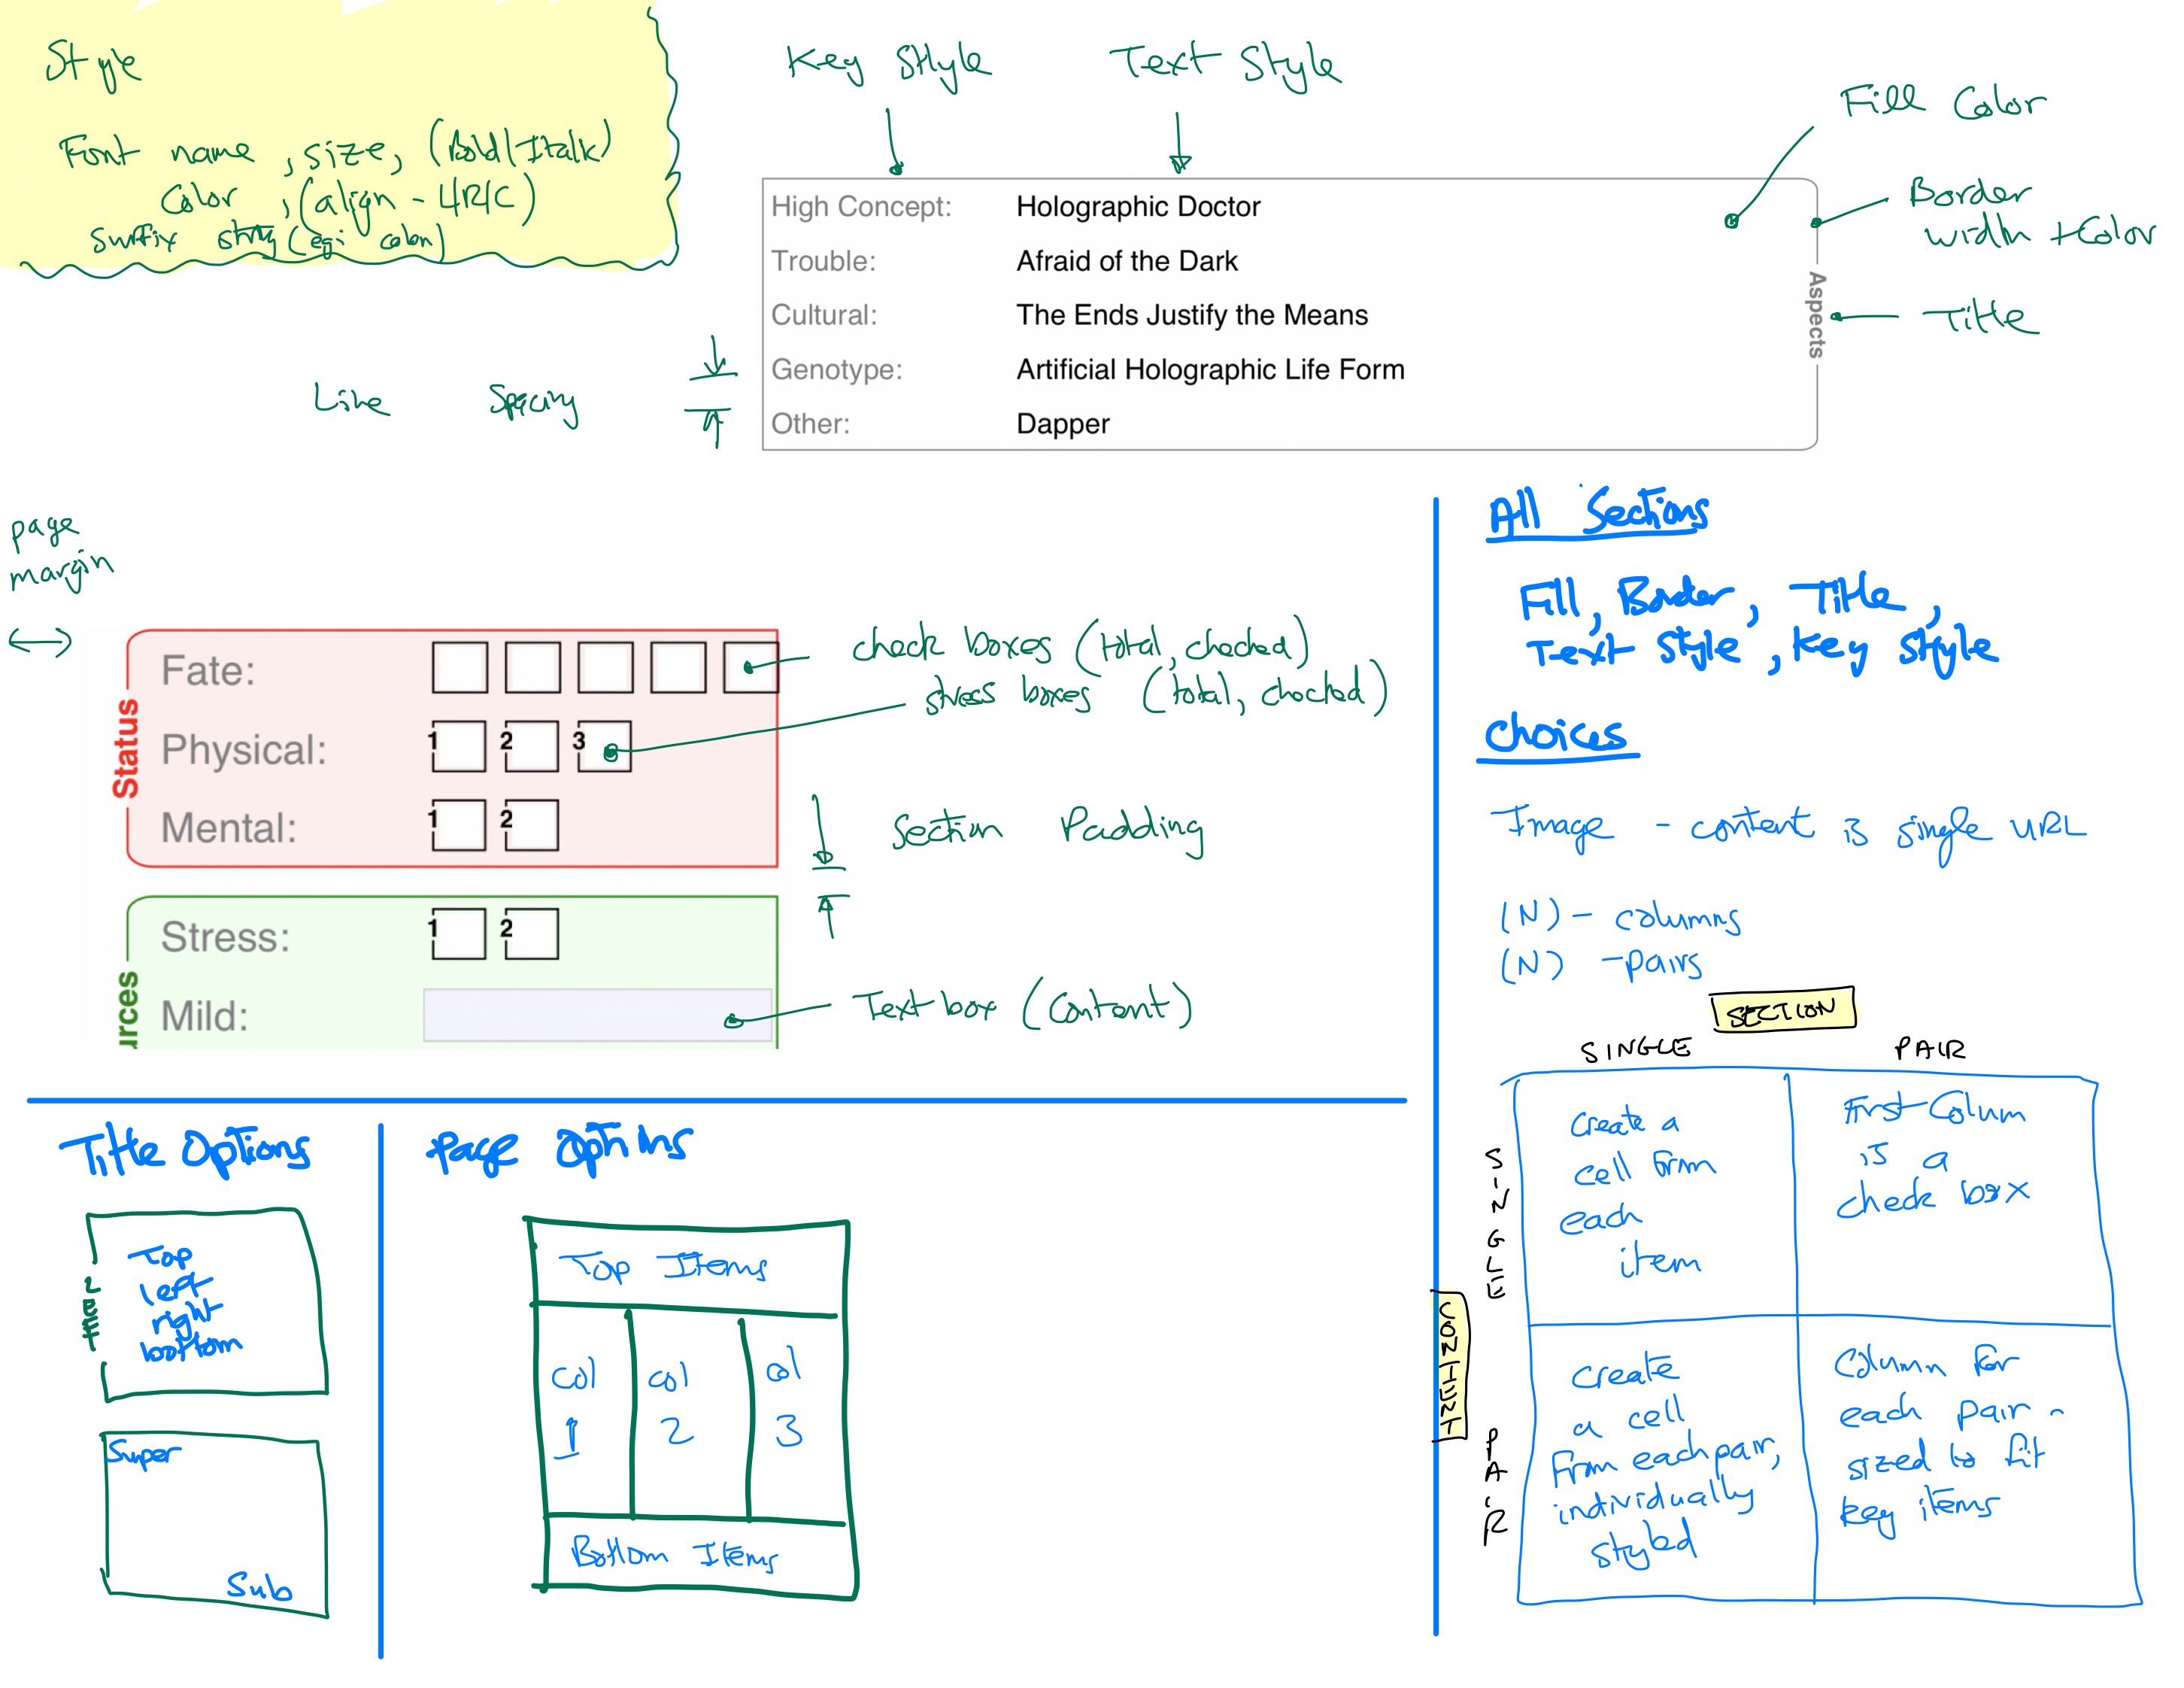 Style
Font name, size, (Bold/Italic)
Color, (align - L/R/C)
Suffix string (eg: colon)
Key Style
Text Style
Fill Color
Border
width + Color
Title
High Concept: Holographic Doctor
Trouble: Afraid of the Dark
Cultural: The Ends Justify the Means
Genotype: Artificial Holographic Life Form
Other: Dapper
Aspects
Line Spacing
page
margin
Status
Fate:
Physical: 1 2 3
Mental: 1 2
check boxes (total, checked)
stress boxes (total, checked)
Section Padding
urces
Stress: 1 2
Mild:
Text box (Content)
All Sections
Fill, Border, Title,
Text Style, Key Style
Choices
Image - content is single URL
(N) - columns
(N) - pairs
SECTION
SINGLE PAIR
CONTENT
SINGLE
Create a
cell from
each
item
First Colum
is a
check box
PAIR
Create
a cell
From each pair,
individually
styled
Column for
each pair -
sized to fit
key items
Title Options
Top
left
right
bottom
Super
Sub
Page Options
Top Items
Col
1
col
2
col
3
Bottom Items